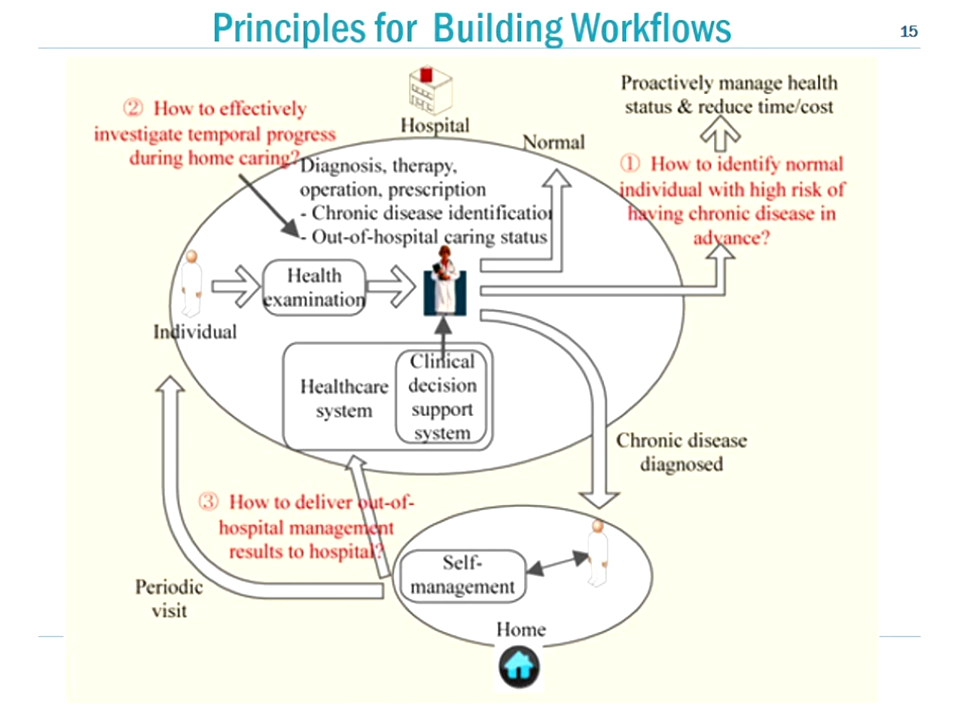 Principles for Building Workflows
15
② How to effectively
investigate temporal progress
during home caring?
Hospital
Normal
Proactively manage health
status & reduce time/cost
① How to identify normal
individual with high risk of
having chronic disease in
advance?
Diagnosis, therapy,
operation, prescription
- Chronic disease identification
- Out-of-hospital caring status
Individual
Health
examination
Healthcare
system
Clinical
decision
support
system
Chronic disease
diagnosed
③ How to deliver out-of-
hospital management
results to hospital?
Periodic
visit
Self-
management
Home